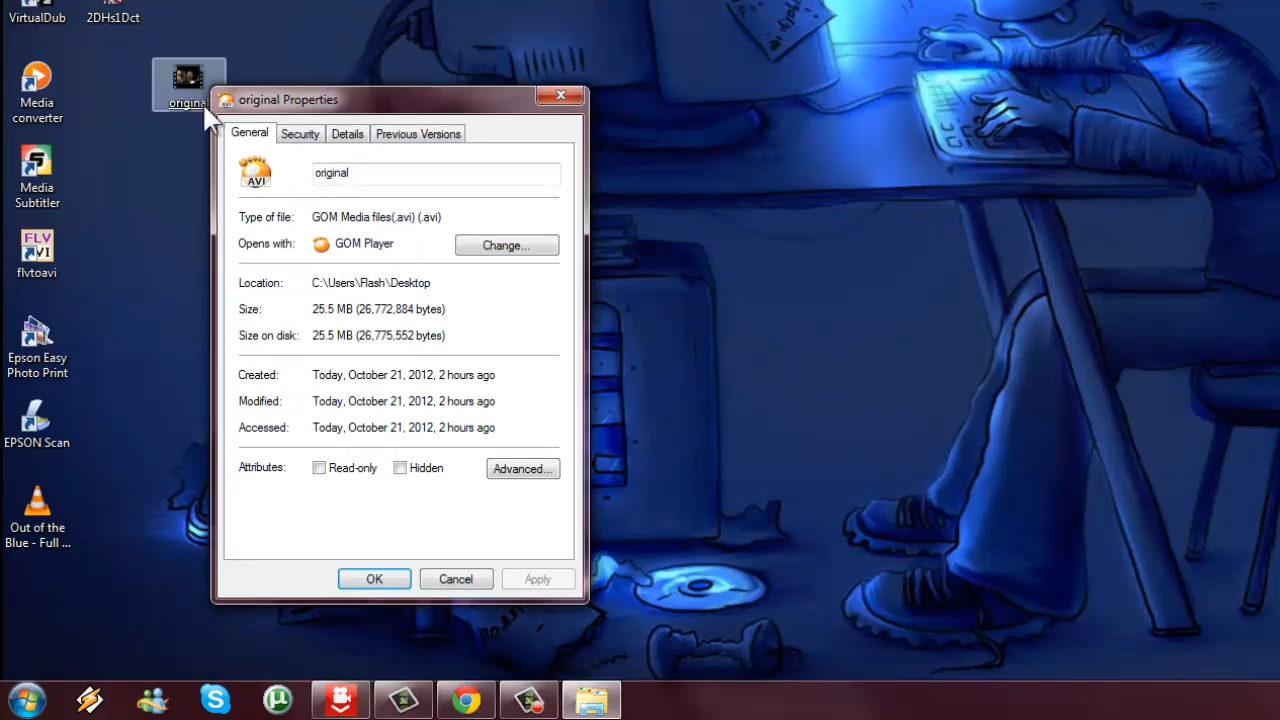 VirtualDub
2DHs1Dct
Media
converter
original
Media
Subtitler
FLV
flvtoavi
Epson Easy
Photo Print
EPSON Scan
Out of the
Blue - Full ...
original Properties
General
Security
Details
Previous Versions
AVI
original
Type of file:
GOM Media files(.avi) (.avi)
Opens with:
GOM Player
Change...
Location:
C:\Users\Flash\Desktop
Size:
25.5 MB (26,772,884 bytes)
Size on disk:
25.5 MB (26,775,552 bytes)
Created:
Today, October 21, 2012, 2 hours ago
Modified:
Today, October 21, 2012, 2 hours ago
Accessed:
Today, October 21, 2012, 2 hours ago
Attributes:
Read-only
Hidden
Advanced...
OK
Cancel
Apply